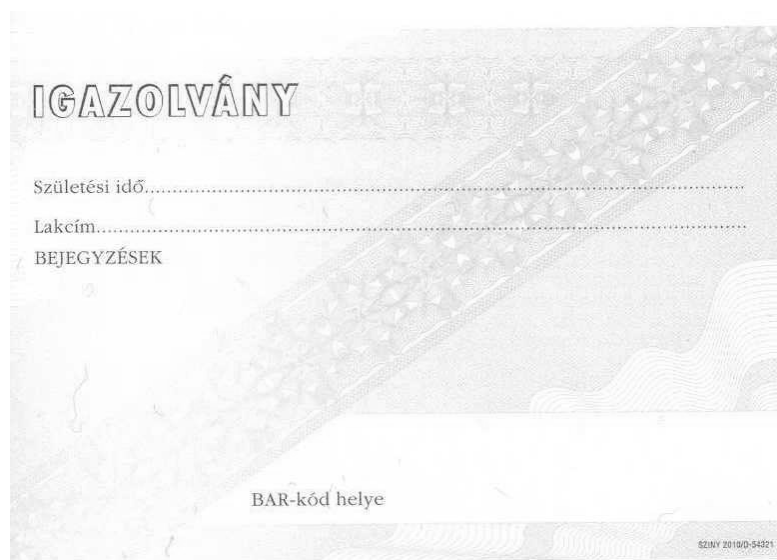 IGAZOLVÁNY
Születési idő........................................................................
Lakcím........................................................................
BEJEGYZÉSEK
BAR-kód helye
SZINY 2010/D-54321